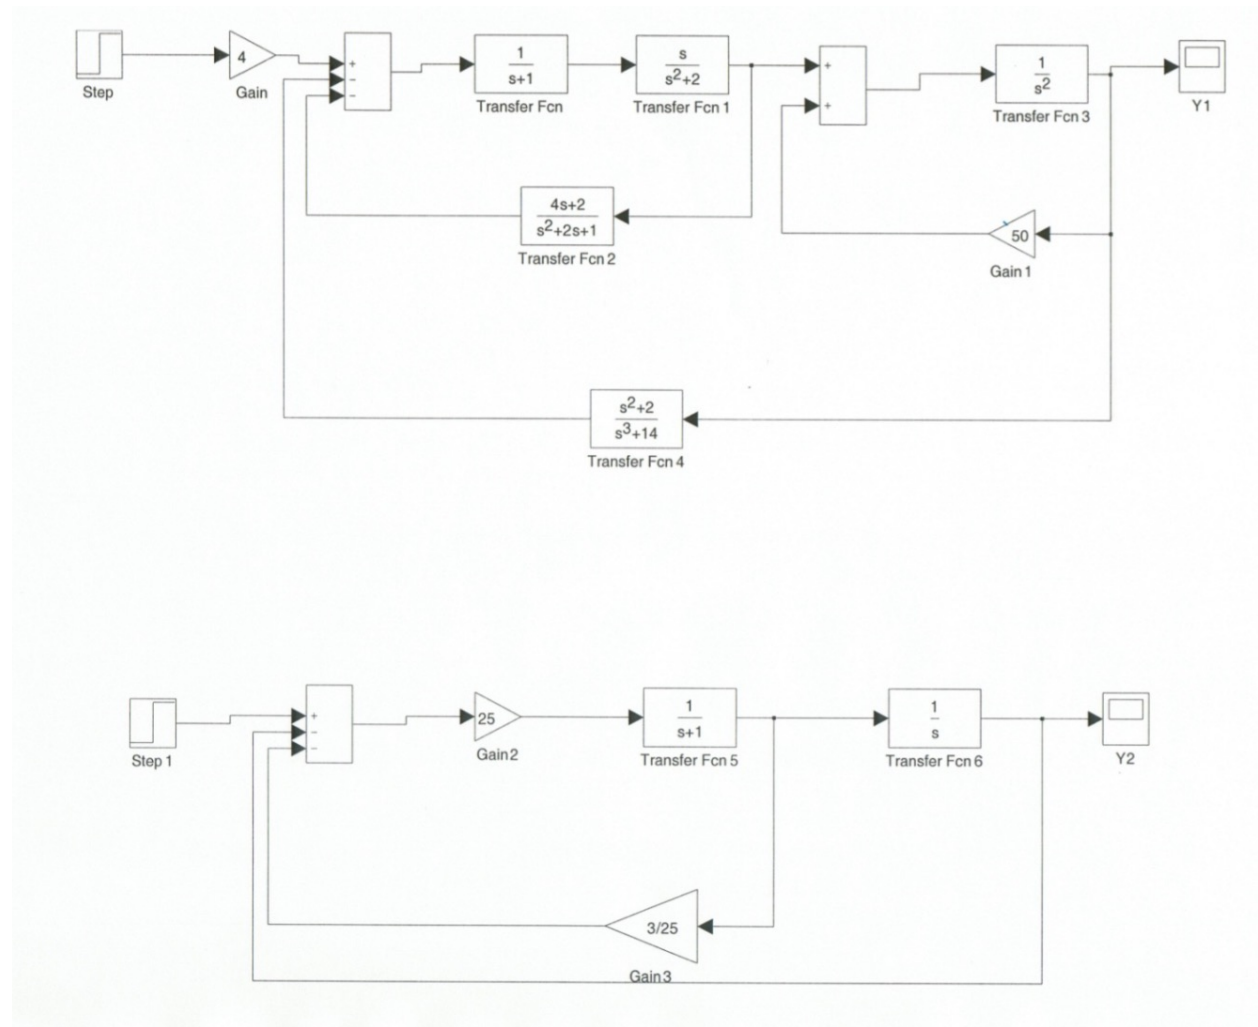 Step
4
Gain
+
−
−
1
s+1
Transfer Fcn
s
s²+2
Transfer Fcn 1
+
+
1
s²
Transfer Fcn 3
Y1
4s+2
s²+2s+1
Transfer Fcn 2
50
Gain 1
s²+2
s³+14
Transfer Fcn 4
Step 1
+
−
−
25
Gain2
1
s+1
Transfer Fcn 5
1
s
Transfer Fcn 6
Y2
3/25
Gain 3